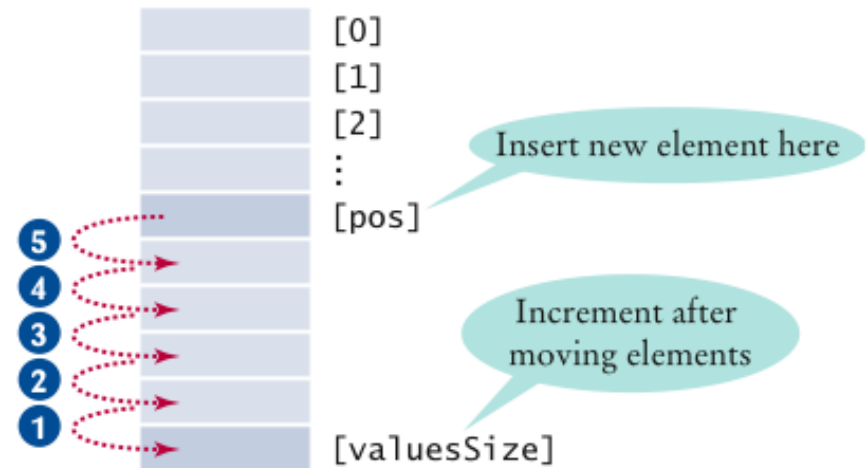 [0]
[1]
[2]
Insert new element here
⋮
[pos]
5
4
3
Increment after
moving elements
2
1
[valuesSize]